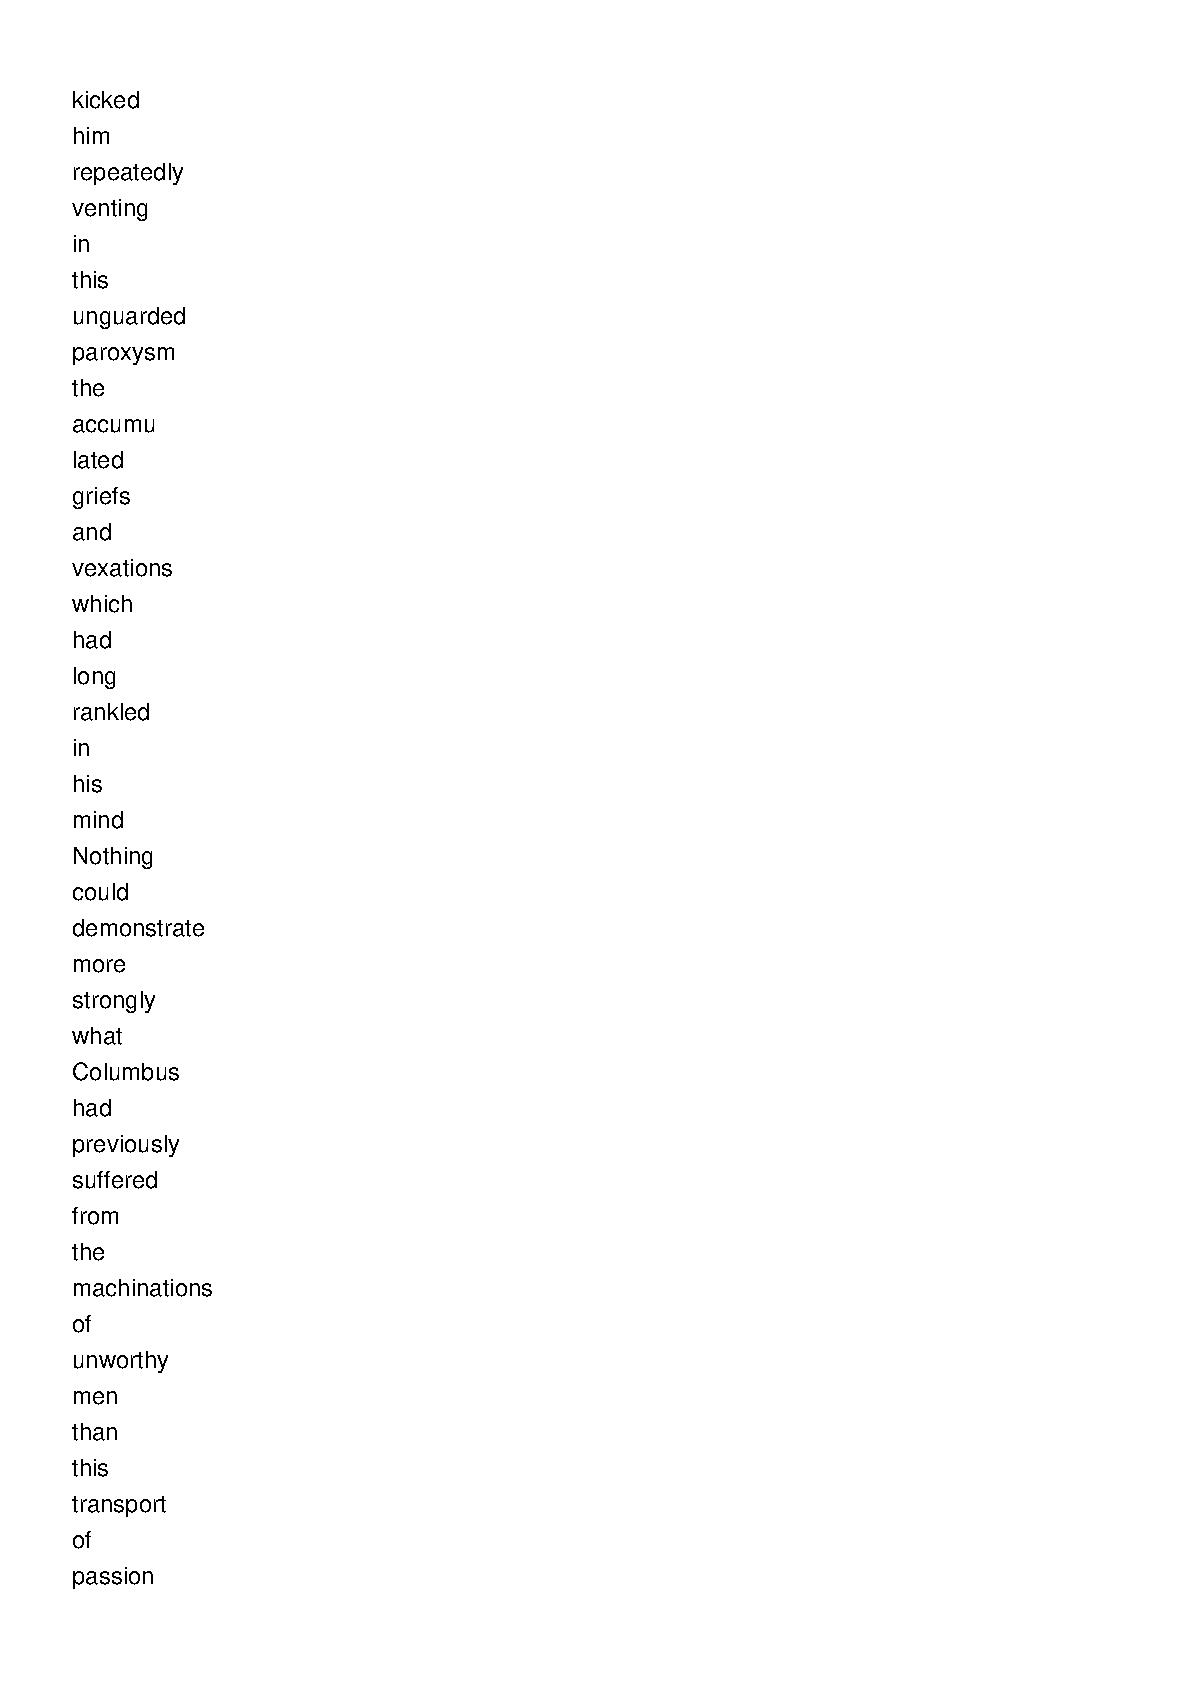 kicked
him
repeatedly
venting
in
this
unguarded
paroxysm
the
accumu
lated
griefs
and
vexations
which
had
long
rankled
in
his
mind
Nothing
could
demonstrate
more
strongly
what
Columbus
had
previously
suffered
from
the
machinations
of
unworthy
men
than
this
transport
of
passion